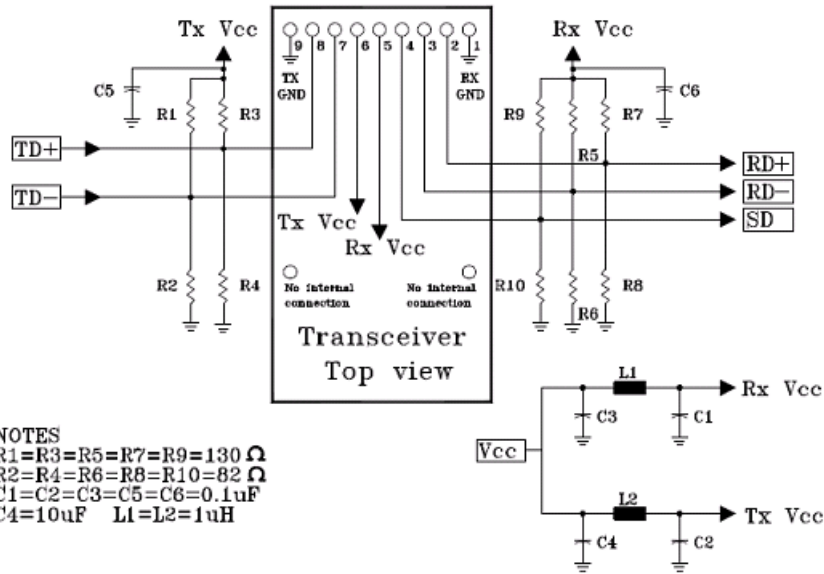 Tx Vcc
Rx Vcc
9 8 7 6 5 4 3 2 1
TX
GND
RX
GND
C5
R1
R3
R9
R5
R7
C6
TD+
TD-
RD+
RD-
SD
Tx Vcc
Rx Vcc
R2
R4
No internal
connection
No internal
connection
R10
R6
R8
Transceiver
Top view
L1
C3
C1
Rx Vcc
Vcc
L2
C4
C2
Tx Vcc
NOTES
R1=R3=R5=R7=R9=130 Ω
R2=R4=R6=R8=R10=82 Ω
C1=C2=C3=C5=C6=0.1uF
C4=10uF L1=L2=1uH